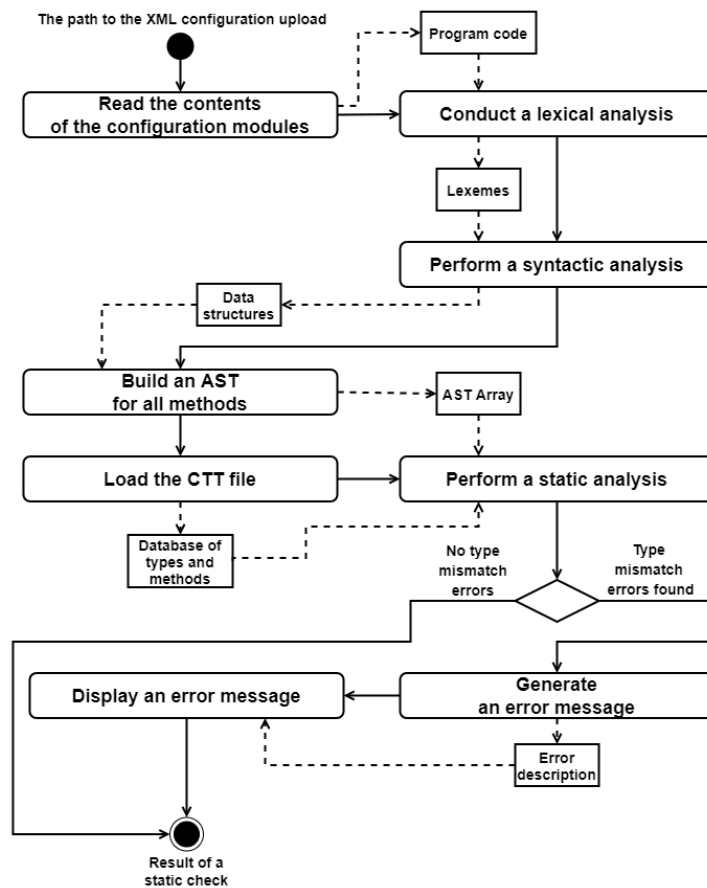 The path to the XML configuration upload
Program code
Read the contents
of the configuration modules
Conduct a lexical analysis
Lexemes
Perform a syntactic analysis
Data
structures
Build an AST
for all methods
AST Array
Load the CTT file
Perform a static analysis
Database of
types and
methods
No type
mismatch
errors
Type
mismatch
errors found
Display an error message
Generate
an error message
Error
description
Result of a
static check